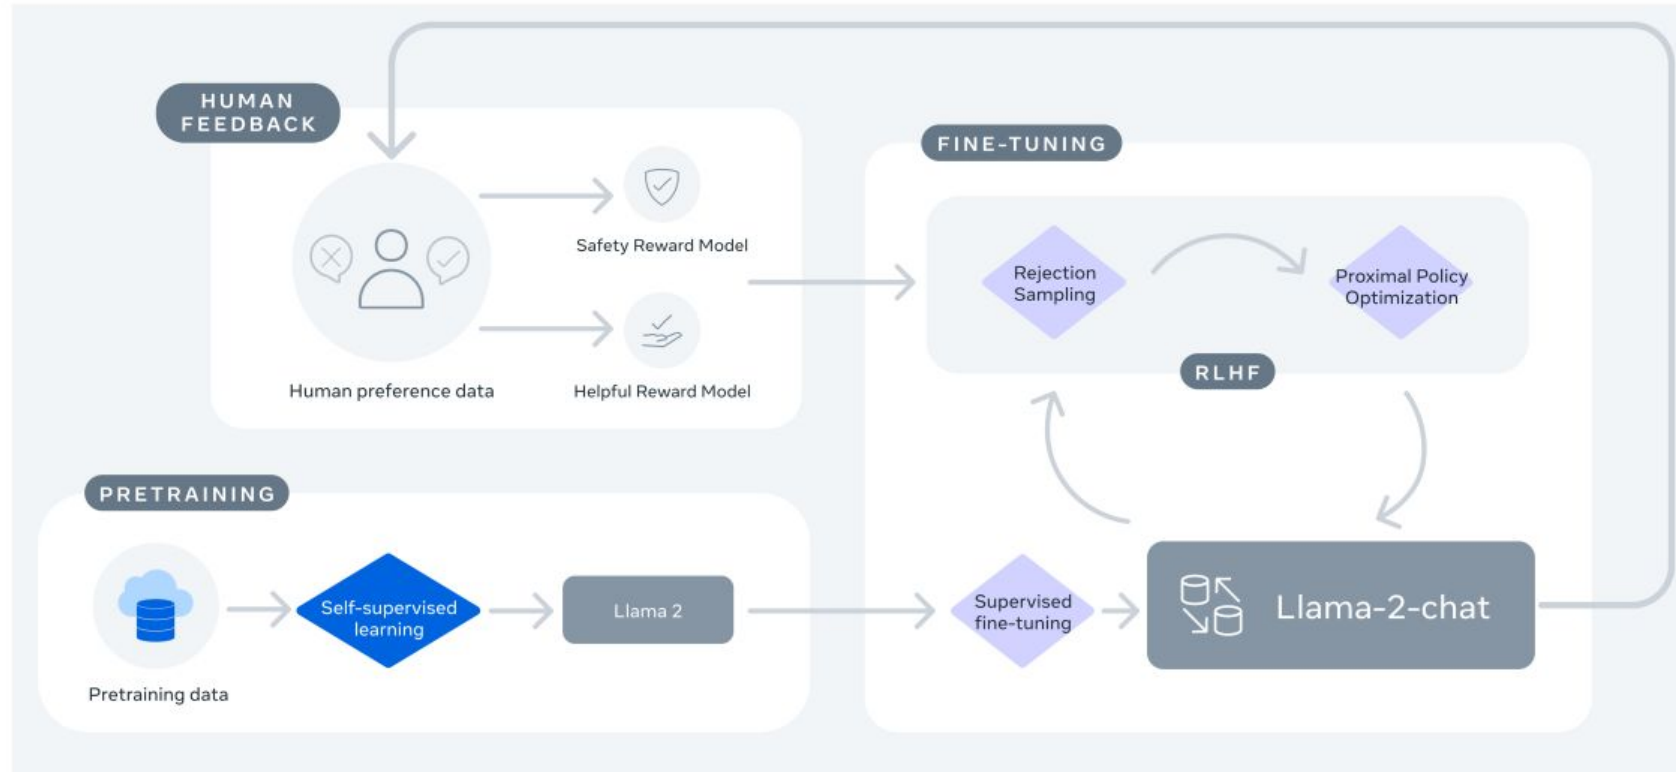 HUMAN
FEEDBACK
Safety Reward Model
Human preference data
Helpful Reward Model
FINE-TUNING
Rejection
Sampling
Proximal Policy
Optimization
RLHF
PRETRAINING
Pretraining data
Self-supervised
learning
Llama 2
Supervised
fine-tuning
Llama-2-chat